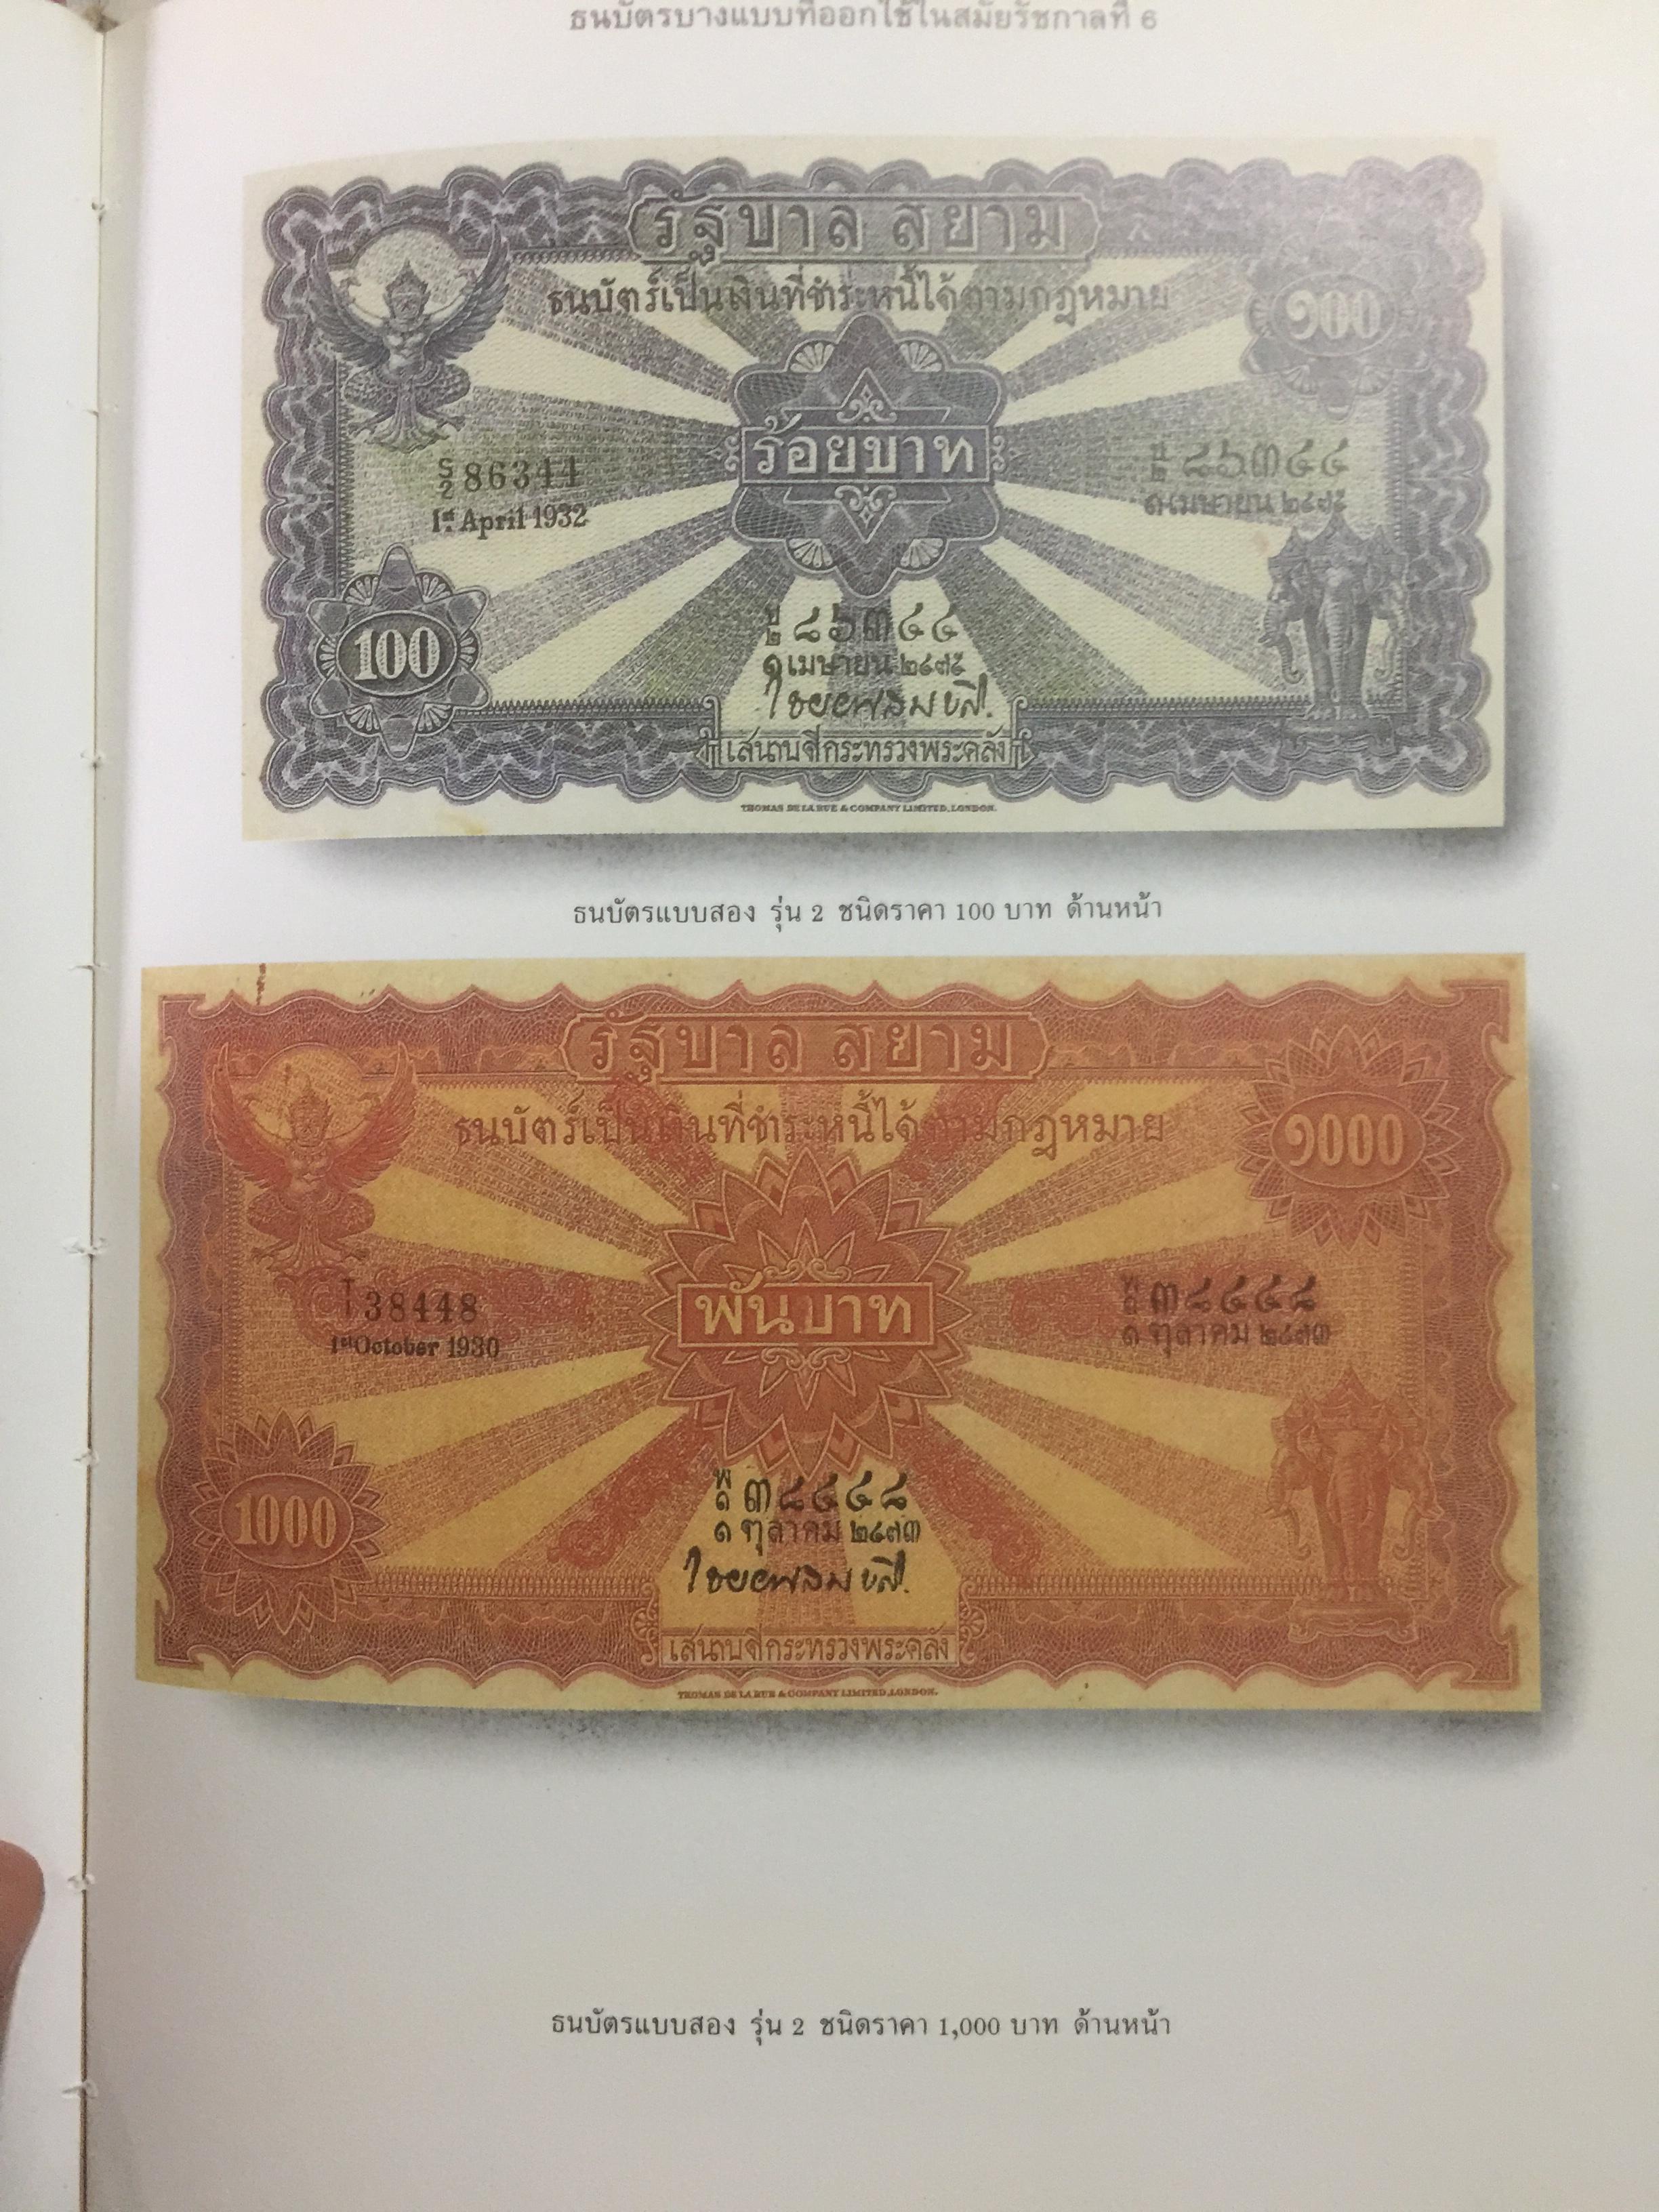 ธนบัตรบางแบบที่ออกใช้ในสมัยรัชกาลที่ 6
รัฐบาล สยาม
ธนบัตร์เป็นเงินที่ชำระหนี้ได้ตามกฎหมาย
๑๐๐
ร้อยบาท
S/2 86344
1st April 1932
๘๖๓๔๔
๑ เมษายน ๒๔๗๕
100
๘๖๓๔๔
๑ เมษายน ๒๔๗๕
เสนาบดีกระทรวงพระคลัง
THOMAS DE LA RUE & COMPANY LIMITED, LONDON.
ธนบัตรแบบสอง รุ่น 2 ชนิดราคา 100 บาท ด้านหน้า
รัฐบาล สยาม
ธนบัตร์เป็นเงินที่ชำระหนี้ได้ตามกฎหมาย
๑๐๐๐
พันบาท
T/1 38448
1st October 1930
๓๘๔๔๘
๑ ตุลาคม ๒๔๗๓
1000
พ/๑ ๓๘๔๔๘
๑ ตุลาคม ๒๔๗๓
เสนาบดีกระทรวงพระคลัง
THOMAS DE LA RUE & COMPANY LIMITED, LONDON.
ธนบัตรแบบสอง รุ่น 2 ชนิดราคา 1,000 บาท ด้านหน้า